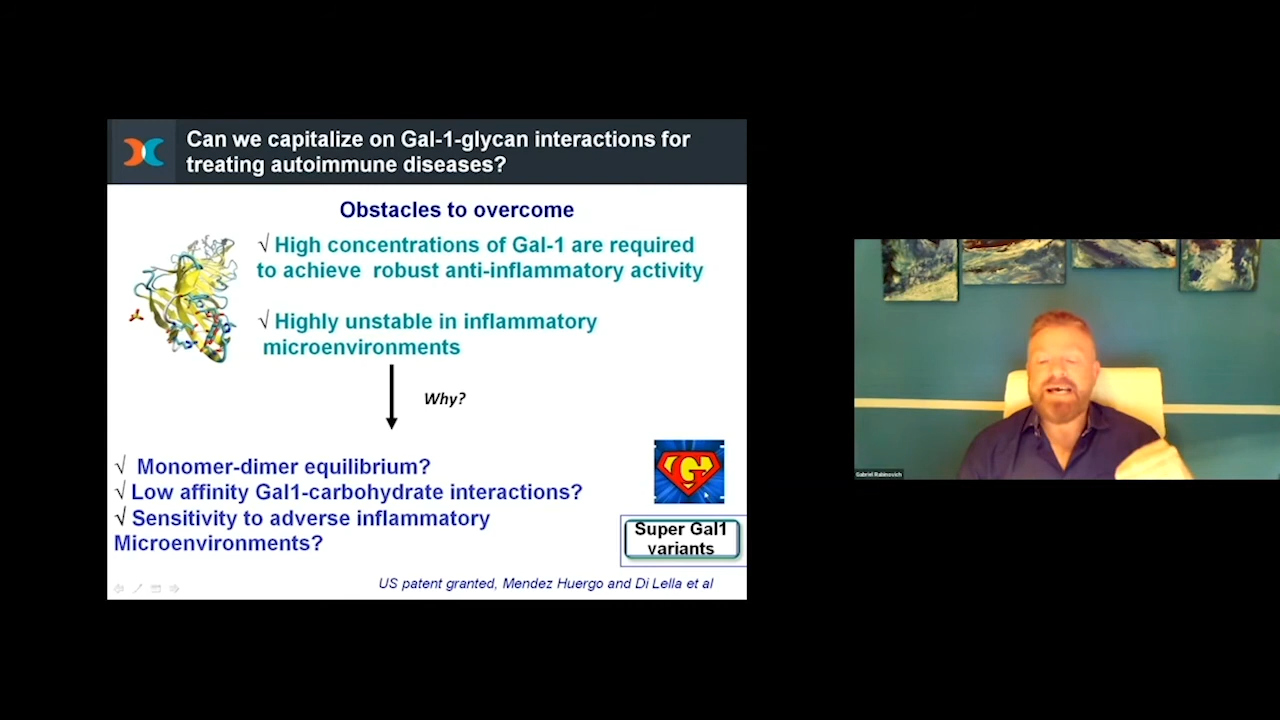 Can we capitalize on Gal-1-glycan interactions for
treating autoimmune diseases?
Obstacles to overcome
√ High concentrations of Gal-1 are required
to achieve robust anti-inflammatory activity
√ Highly unstable in inflammatory
microenvironments
Why?
√ Monomer-dimer equilibrium?
√ Low affinity Gal1-carbohydrate interactions?
√ Sensitivity to adverse inflammatory
Microenvironments?
G
Super Gal1
variants
US patent granted, Mendez Huergo and Di Lella et al
Gabriel Rabinovich